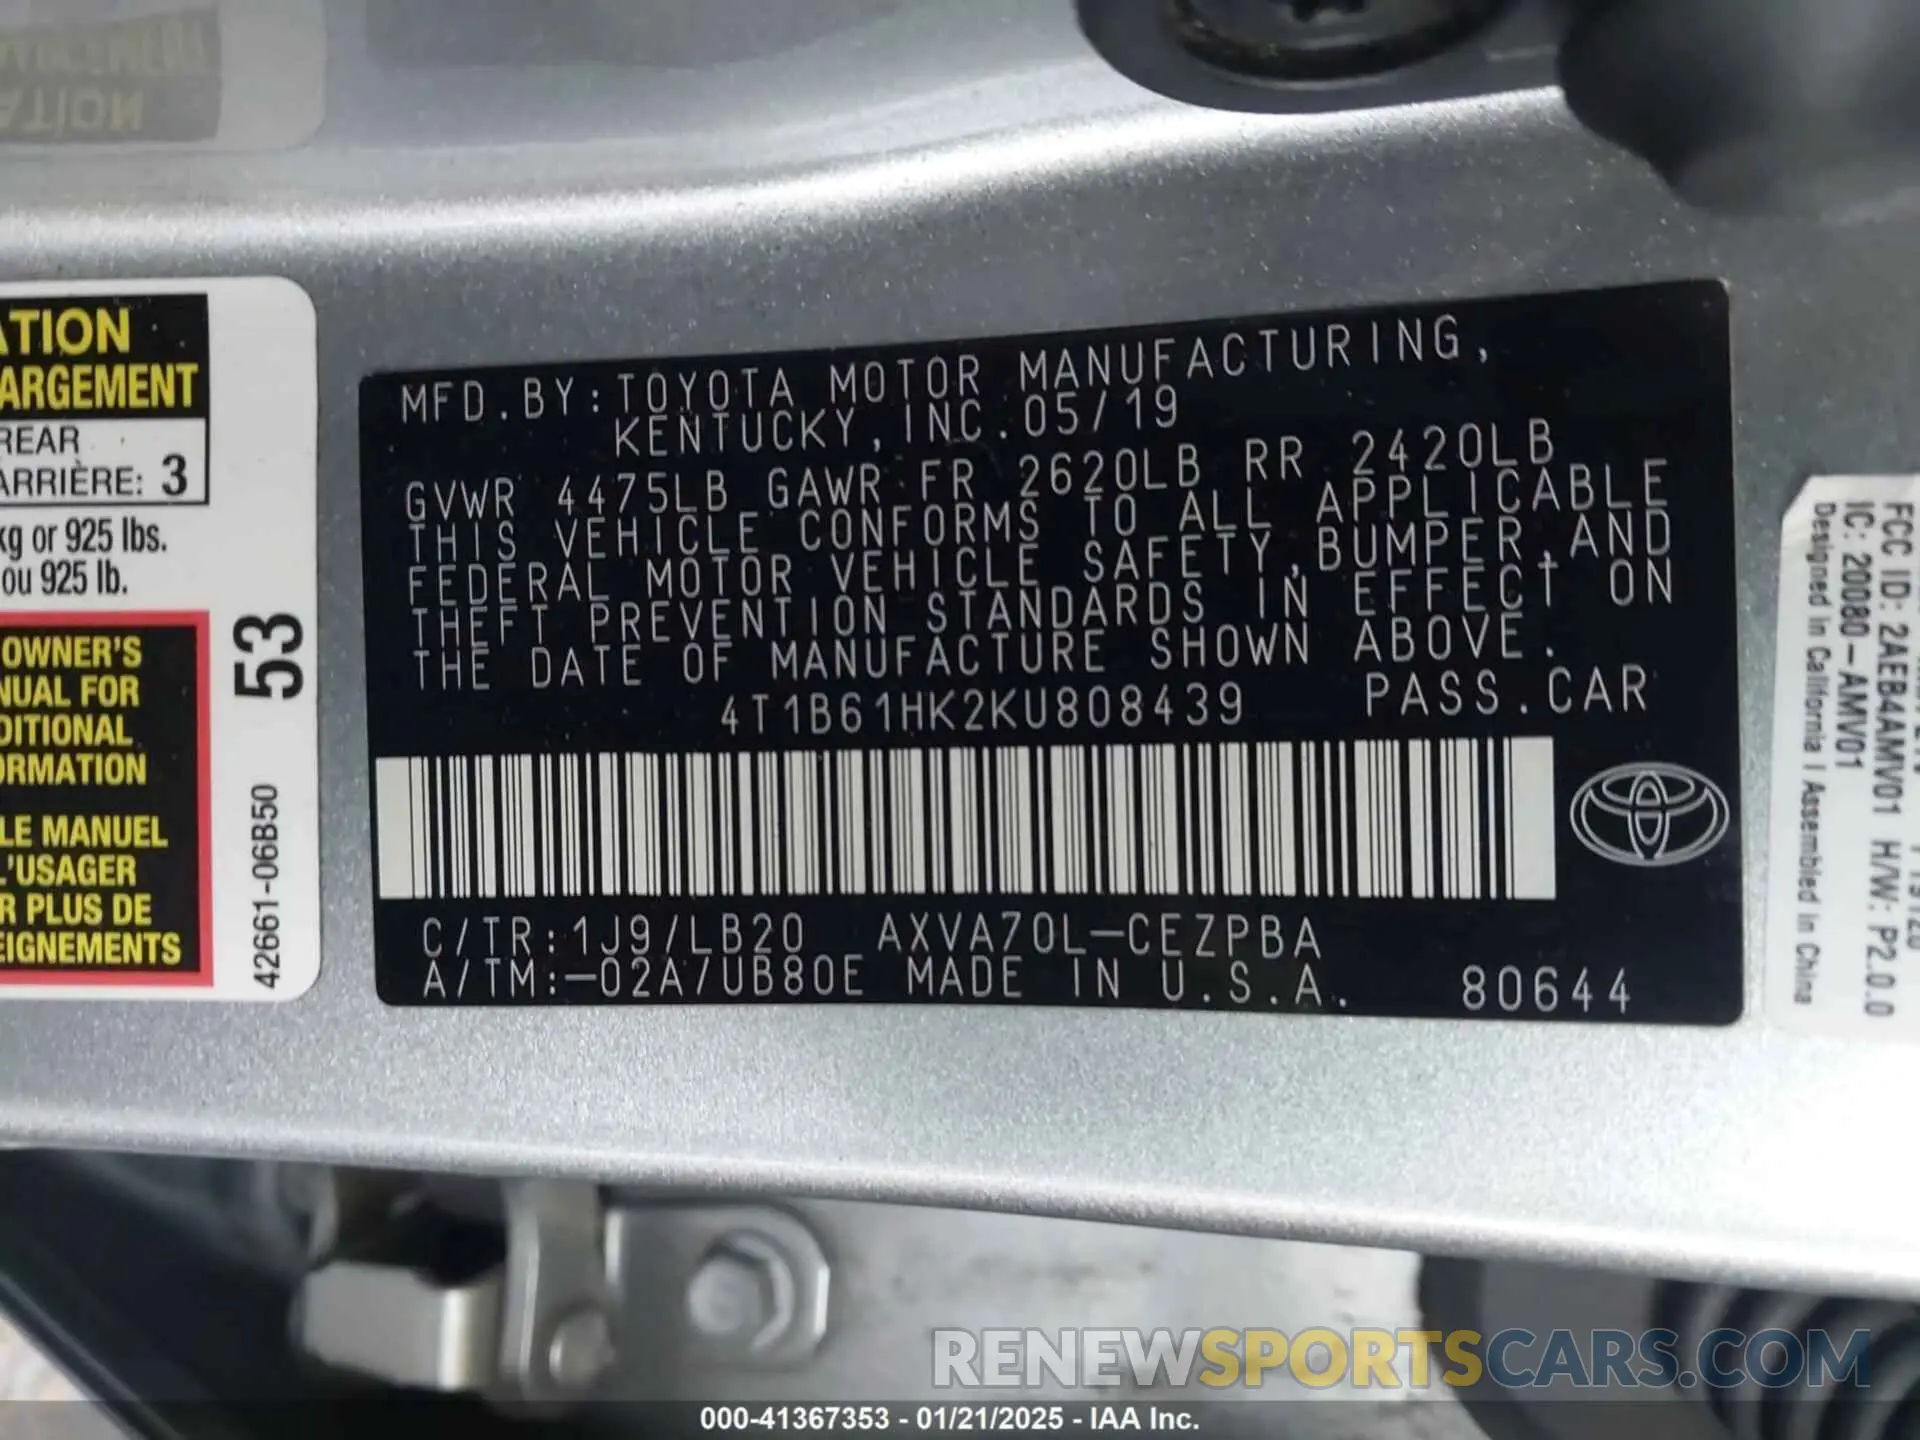 ATION
ARGEMENT
REAR
ARRIÈRE: 3
kg or 925 lbs.
ou 925 lb.
OWNER'S
NUAL FOR
DITIONAL
ORMATION
LE MANUEL
L'USAGER
R PLUS DE
EIGNEMENTS
53
42661-06B50
MFD.BY: TOYOTA MOTOR MANUFACTURING,
KENTUCKY, INC. 05/19
GVWR 4475LB GAWR FR 2620LB RR 2420LB
THIS VEHICLE CONFORMS TO ALL APPLICABLE
FEDERAL MOTOR VEHICLE SAFETY, BUMPER, AND
THEFT PREVENTION STANDARDS IN EFFECT ON
THE DATE OF MANUFACTURE SHOWN ABOVE.
4T1B61HK2KU808439 PASS.CAR
C/TR:1J9/LB20 AXVA70L-CEZPBA
A/TM:-02A/UB80E MADE IN U.S.A. 80644
FCC ID: 2AEB4AMV01 H/W: P2.0.0
IC: 20080-AMV01
Designed in California | Assembled in China
RENEWSPORTSCARS.COM
000-41367353 - 01/21/2025 - IAA Inc.